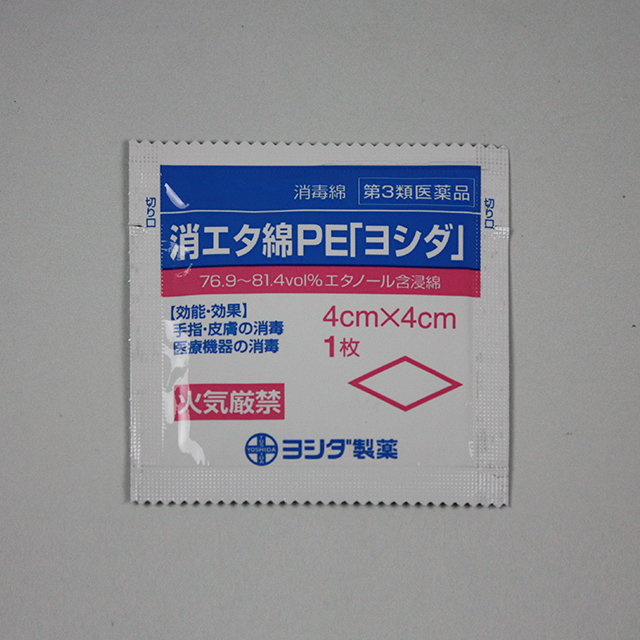 消毒綿 第3類医薬品
切り口
切り口
消エタ綿PE「ヨシダ」
76.9~81.4vol%エタノール含浸綿
【効能・効果】
手指・皮膚の消毒
医療機器の消毒
4cm×4cm
1枚
火気厳禁
YOSHIDA ヨシダ製薬